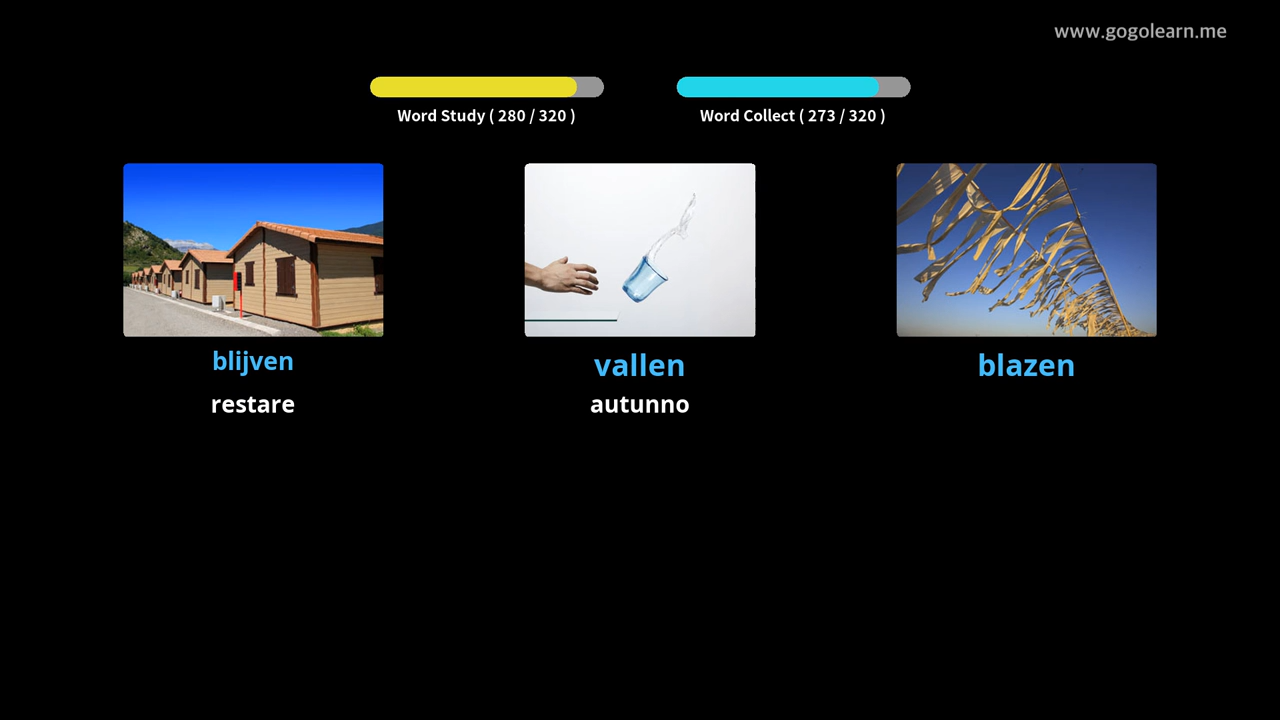 www.gogolearn.me
Word Study ( 280 / 320 )
Word Collect ( 273 / 320 )
blijven
vallen
blazen
restare
autunno